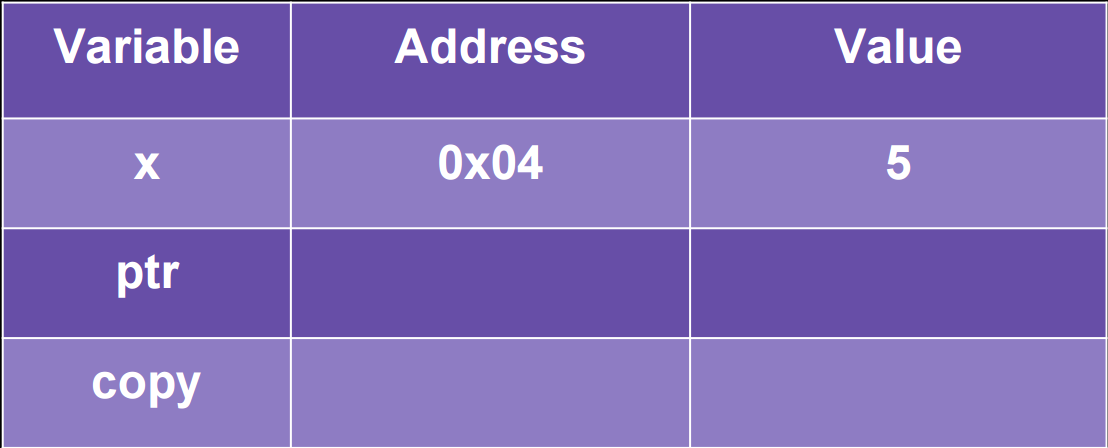 Variable Address Value
x 0x04 5
ptr
copy